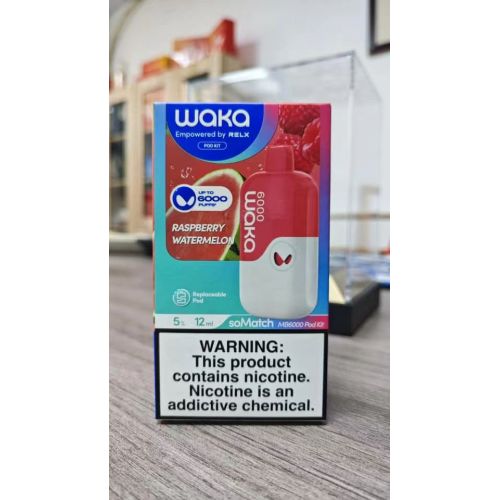 WAKA
Empowered by RELX
POD KIT
UP TO
6000
PUFFS*
RASPBERRY
WATERMELON
WAKA
6000
Replaceable
Pod
5% 12ml soMatch MB6000 Pod Kit
WARNING:
This product
contains nicotine.
Nicotine is an
addictive chemical.